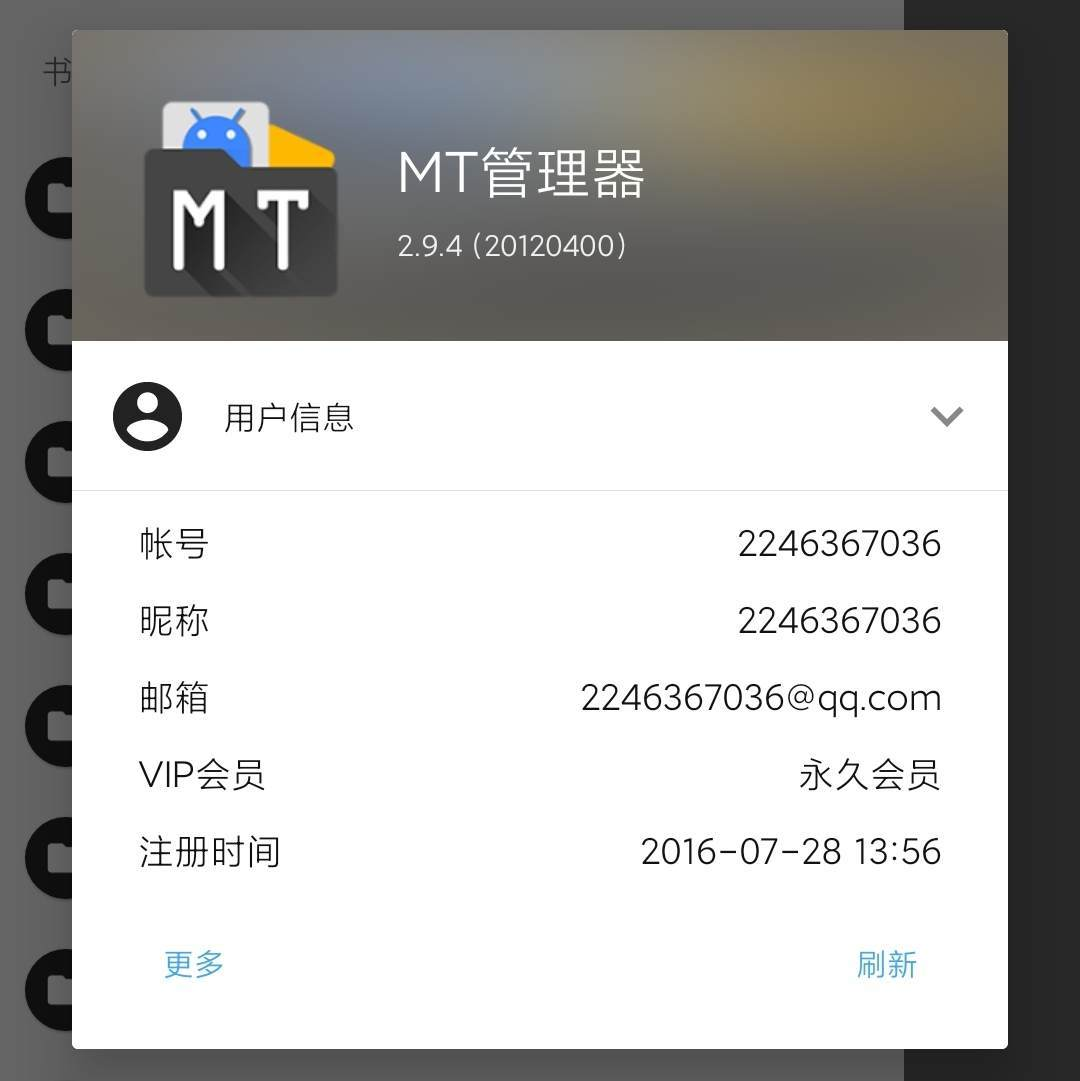 书
MT
MT管理器
2.9.4 (20120400)
用户信息
帐号 2246367036
昵称 2246367036
邮箱 2246367036@qq.com
VIP会员 永久会员
注册时间 2016-07-28 13:56
更多 刷新